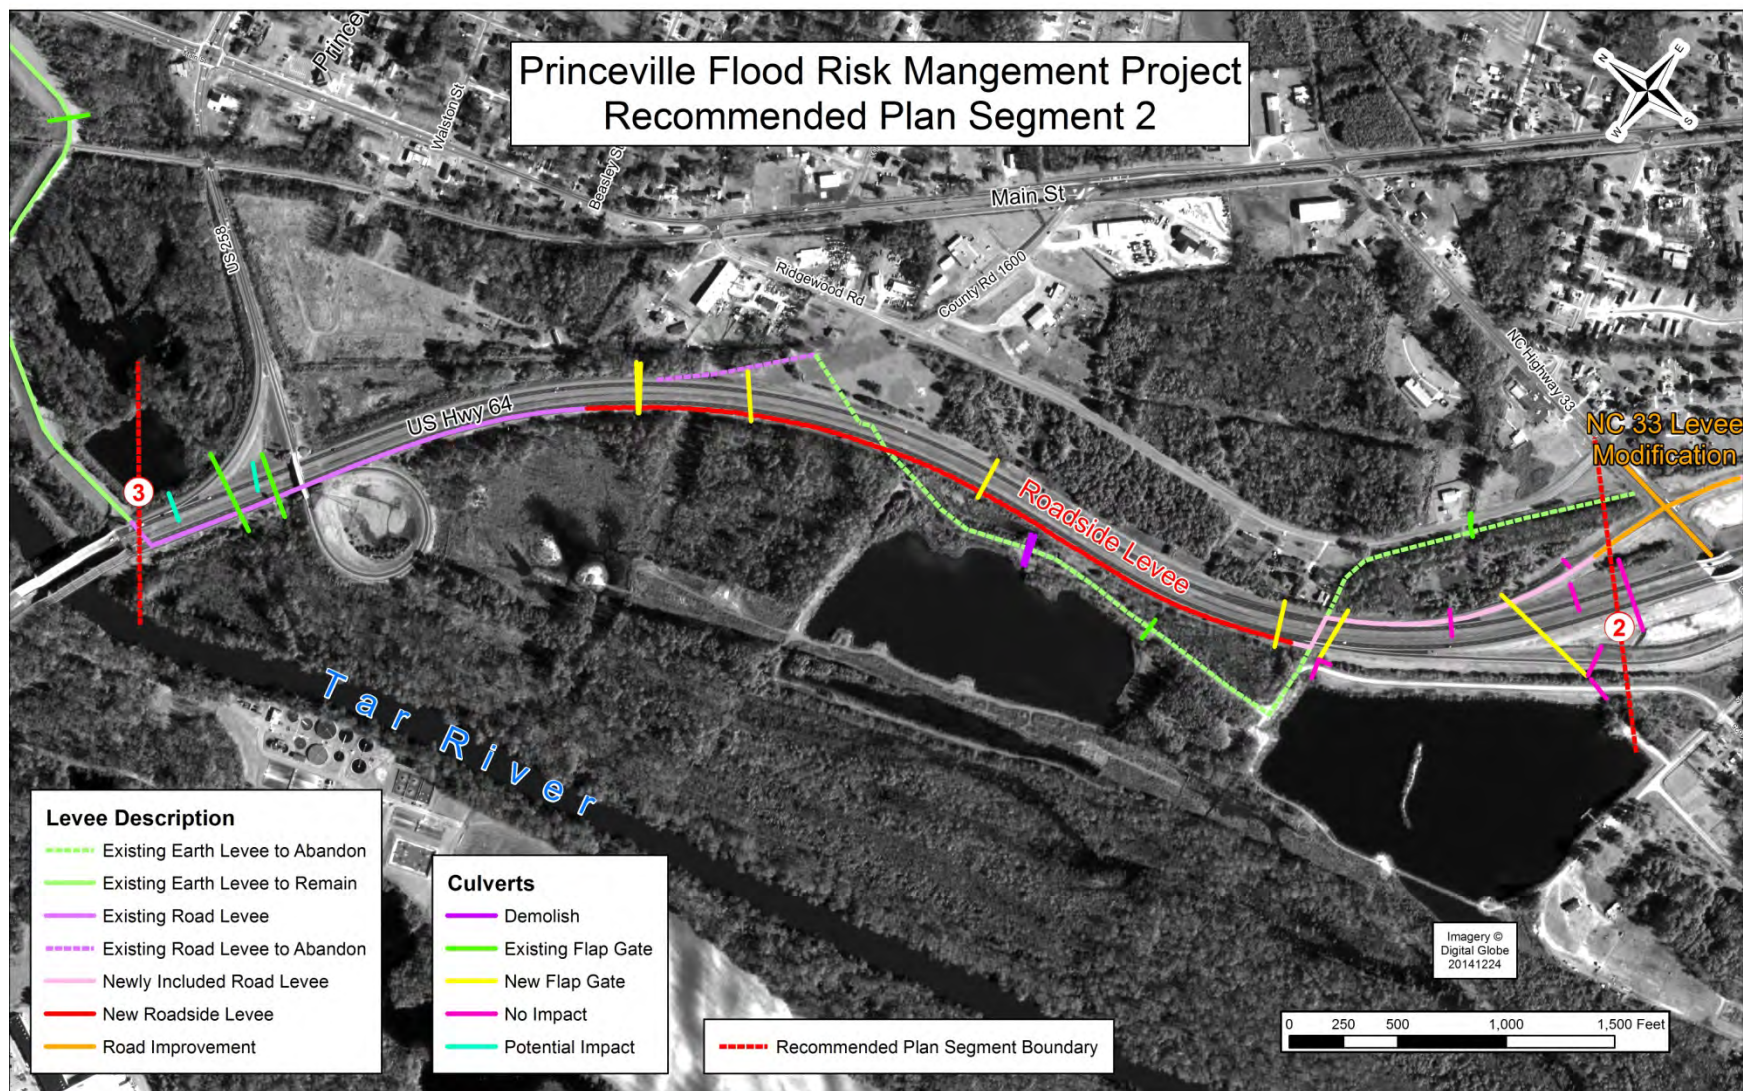 Princeville Flood Risk Mangement Project
Recommended Plan Segment 2
N
E
W
S
Walston St
Beasley St
Main St
US 258
Ridgewood Rd
County Rd 1600
NC Highway 33
US Hwy 64
NC 33 Levee
Modification
Roadside Levee
3
2
Tar River
Levee Description
Existing Earth Levee to Abandon
Existing Earth Levee to Remain
Existing Road Levee
Existing Road Levee to Abandon
Newly Included Road Levee
New Roadside Levee
Road Improvement
Culverts
Demolish
Existing Flap Gate
New Flap Gate
No Impact
Potential Impact
Recommended Plan Segment Boundary
Imagery ©
Digital Globe
20141224
0 250 500 1,000 1,500 Feet